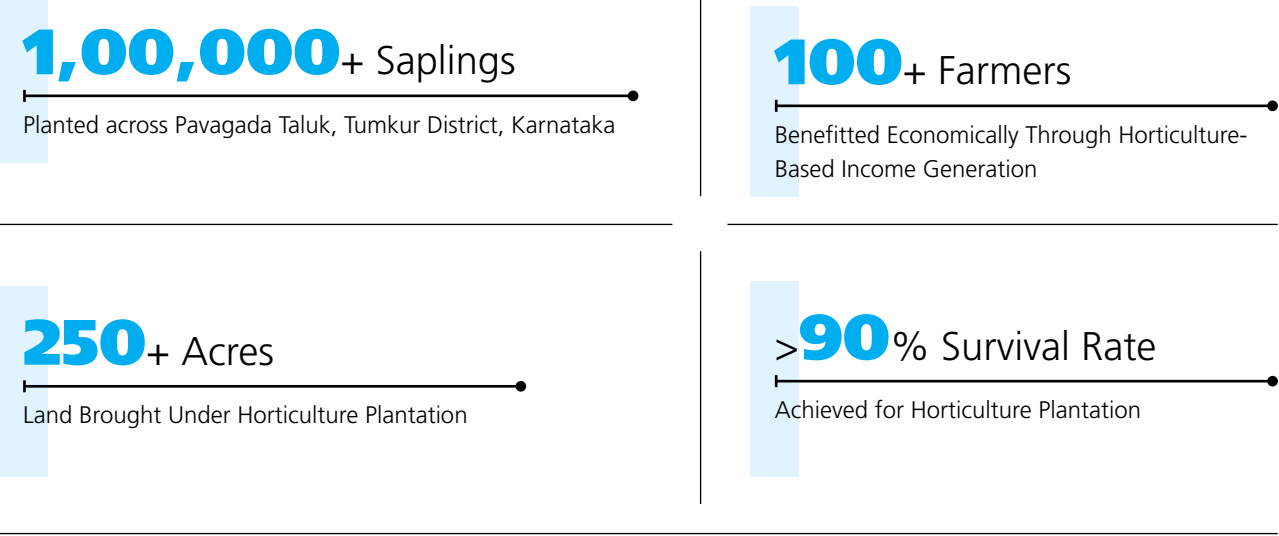 1,00,000+ Saplings
Planted across Pavagada Taluk, Tumkur District, Karnataka
100+ Farmers
Benefitted Economically Through Horticulture-
Based Income Generation
250+ Acres
Land Brought Under Horticulture Plantation
>90% Survival Rate
Achieved for Horticulture Plantation